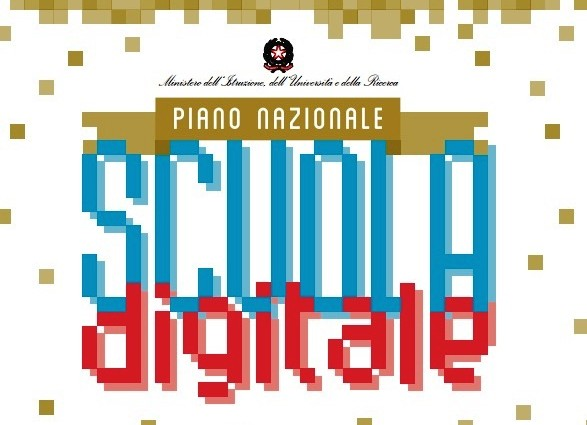 Ministero dell'Istruzione, dell'Università e della Ricerca
PIANO NAZIONALE
SCUOLA
digitale